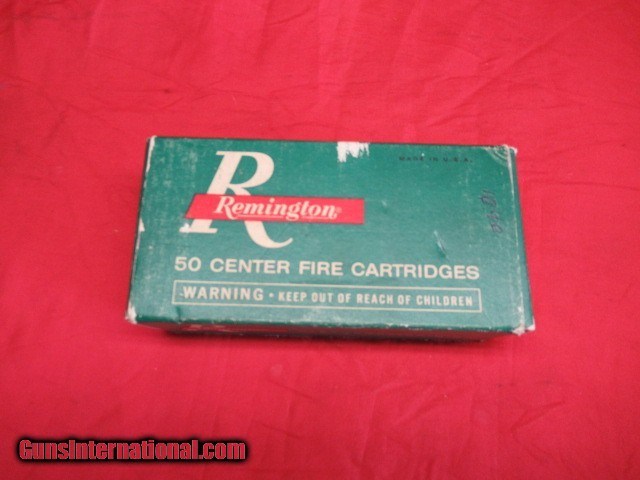 MADE IN U.S.A.
R
Remington®
50 CENTER FIRE CARTRIDGES
WARNING • KEEP OUT OF REACH OF CHILDREN
GunsInternational.com